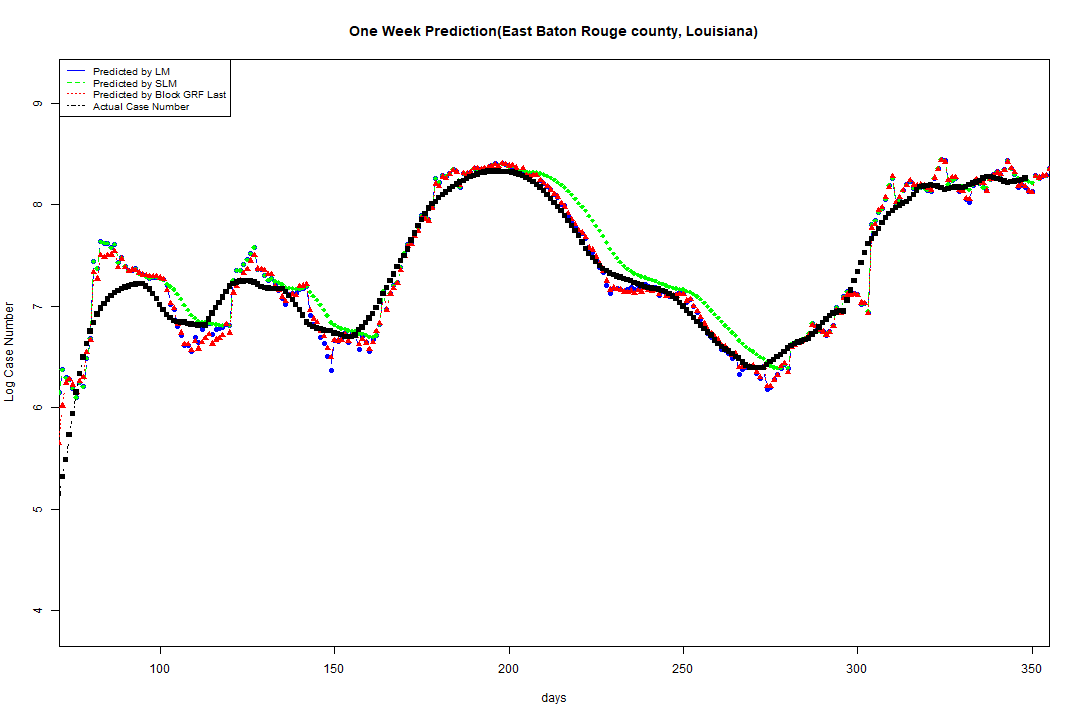 One Week Prediction(East Baton Rouge county, Louisiana)
Predicted by LM
Predicted by SLM
Predicted by Block GRF Last
Actual Case Number
9
8
7
6
5
4
Log Case Number
100 150 200 250 300 350
days